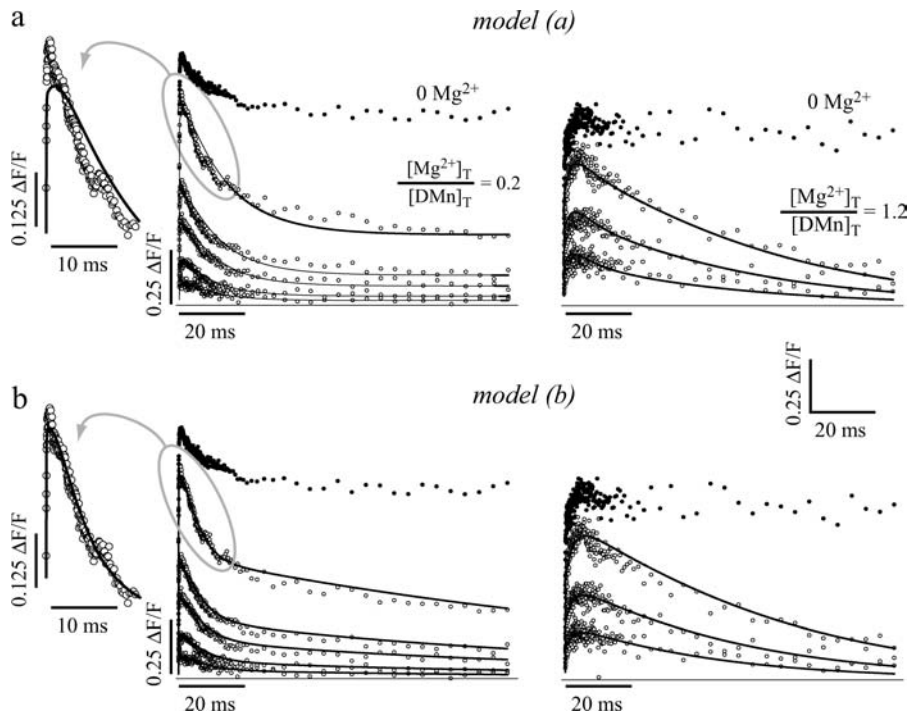 a
model (a)
0 Mg²⁺
[Mg²⁺]T
[DMn]T
= 0.2
0.125 ΔF/F
10 ms
0.25 ΔF/F
20 ms
0 Mg²⁺
[Mg²⁺]T
[DMn]T
= 1.2
20 ms
0.25 ΔF/F
20 ms
b
model (b)
0.125 ΔF/F
10 ms
0.25 ΔF/F
20 ms
20 ms